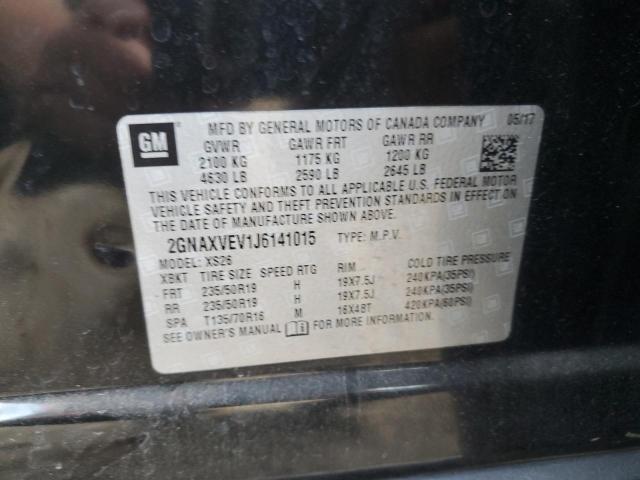 GM
MFD BY GENERAL MOTORS OF CANADA COMPANY 05/17
GVWR GAWR FRT GAWR RR
2100 KG 1175 KG 1200 KG
4630 LB 2590 LB 2645 LB
THIS VEHICLE CONFORMS TO ALL APPLICABLE U.S. FEDERAL MOTOR
VEHICLE SAFETY AND THEFT PREVENTION STANDARDS IN EFFECT ON
THE DATE OF MANUFACTURE SHOWN ABOVE.
2GNAXVEV1J6141015 TYPE: M.P.V.
MODEL: XS26
XBKT TIRE SIZE SPEED RTG RIM COLD TIRE PRESSURE
FRT 235/50R19 H 19X7.5J 240KPA(35PSI)
RR 235/50R19 H 19X7.5J 240KPA(35PSI)
SPA T135/70R16 M 16X4BT 420KPA(60PSI)
SEE OWNER'S MANUAL FOR MORE INFORMATION.